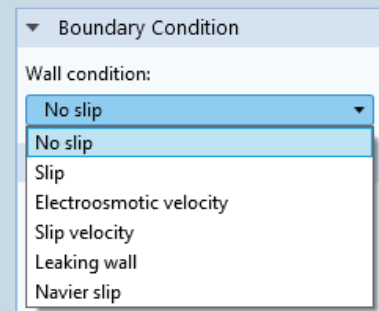 Boundary Condition
Wall condition:
No slip
No slip
Slip
Electroosmotic velocity
Slip velocity
Leaking wall
Navier slip